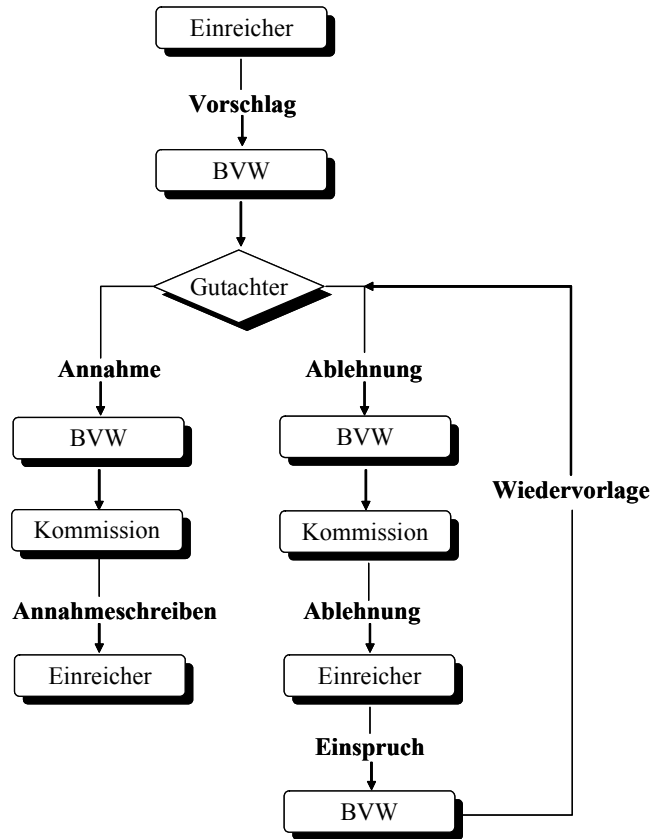 Einreicher
Vorschlag
BVW
Gutachter
Annahme
Ablehnung
BVW
BVW
Wiedervorlage
Kommission
Kommission
Annahmeschreiben
Ablehnung
Einreicher
Einreicher
Einspruch
BVW